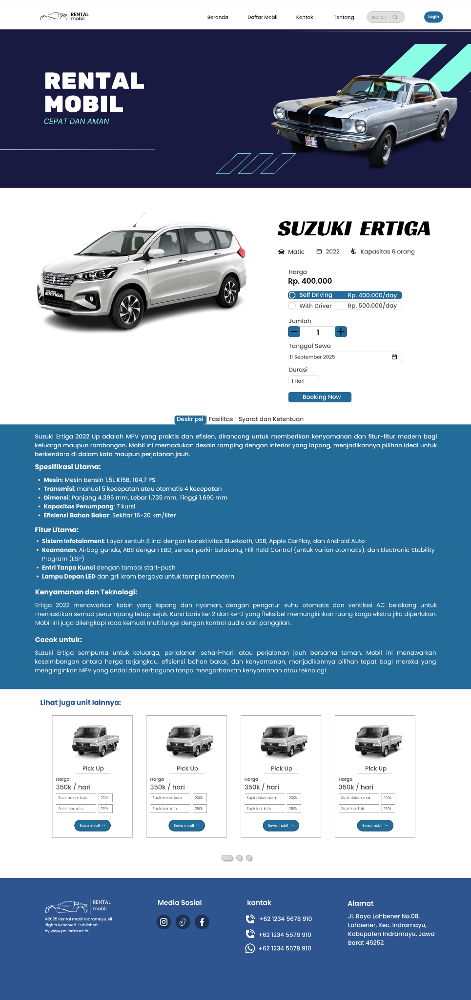 RENTAL
mobil
Beranda
Daftar Mobil
Kontak
Tentang
Search
Login
RENTAL
MOBIL
CEPAT DAN AMAN
ALL NEW
ERTIGA
SUZUKI ERTIGA
Matic
2022
Kapasitas 6 orang
Harga
Rp. 400.000
Self Driving Rp. 400.000/day
With Driver Rp. 500.000/day
Jumlah
1
Tanggal Sewa
11 September 2025
Durasi
1 Hari
Booking Now
Deskripsi
Fasilitas
Syarat dan Ketentuan
Suzuki Ertiga 2022 Up adalah MPV yang praktis dan efisien, dirancang untuk memberikan kenyamanan dan fitur-fitur modern bagi
keluarga maupun rombongan. Mobil ini memadukan desain ramping dengan interior yang lapang, menjadikannya pilihan ideal untuk
berkendara di dalam kota maupun perjalanan jauh.
Spesifikasi Utama:
• Mesin: Mesin bensin 1.5L K15B, 104,7 PS
• Transmisi: manual 5 kecepatan atau otomatis 4 kecepatan
• Dimensi: Panjang 4.395 mm, Lebar 1.735 mm, Tinggi 1.690 mm
• Kapasitas Penumpang: 7 kursi
• Efisiensi Bahan Bakar: Sekitar 16-20 km/liter
Fitur Utama:
• Sistem Infotainment: Layar sentuh 8 inci dengan konektivitas Bluetooth, USB, Apple CarPlay, dan Android Auto
• Keamanan: Airbag ganda, ABS dengan EBD, sensor parkir belakang, Hill Hold Control (untuk varian otomatis), dan Electronic Stability
Program (ESP)
• Entri Tanpa Kunci dengan tombol start-push
• Lampu Depan LED dan gril krom bergaya untuk tampilan modern
Kenyamanan dan Teknologi:
Ertiga 2022 menawarkan kabin yang lapang dan nyaman, dengan pengatur suhu otomatis dan ventilasi AC belakang untuk
memastikan semua penumpang tetap sejuk. Kursi baris ke-2 dan ke-3 yang fleksibel memungkinkan ruang kargo ekstra jika diperlukan.
Mobil ini juga dilengkapi roda kemudi multifungsi dengan kontrol audio dan panggilan.
Cocok untuk:
Suzuki Ertiga sempurna untuk keluarga, perjalanan sehari-hari, atau perjalanan jauh bersama teman. Mobil ini menawarkan
keseimbangan antara harga terjangkau, efisiensi bahan bakar, dan kenyamanan, menjadikannya pilihan tepat bagi mereka yang
menginginkan MPV yang andal dan serbaguna tanpa mengorbankan kenyamanan atau teknologi.
Lihat juga unit lainnya:
Pick Up
Harga
350k / hari
Supir dalam kota 200k
Supir luar kota 250k
Sewa mobil >>
Pick Up
Harga
350k / hari
Supir dalam kota 200k
Supir luar kota 250k
Sewa mobil >>
Pick Up
Harga
350k / hari
Supir dalam kota 200k
Supir luar kota 250k
Sewa mobil >>
Pick Up
Harga
350k / hari
Supir dalam kota 200k
Supir luar kota 250k
Sewa mobil >>
RENTAL
mobil
©2025 Rental mobil Indramayu All
Rights Reserved. Published
by www.polindra.ac.id
Media Sosial
kontak
+62 1234 5678 910
+62 1234 5678 910
+62 1234 5678 910
Alamat
Jl. Raya Lohbener No.08,
Lohbener, Kec. Indramayu,
Kabupaten Indramayu, Jawa
Barat 45252